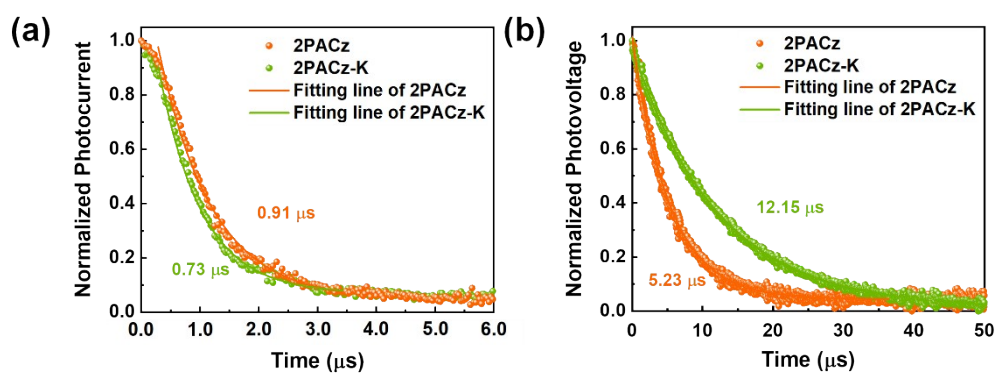 (a)
Normalized Photocurrent
1.0
0.8
0.6
0.4
0.2
0.0
2PACz
2PACz-K
Fitting line of 2PACz
Fitting line of 2PACz-K
0.91 μs
0.73 μs
0.0 1.0 2.0 3.0 4.0 5.0 6.0
Time (μs)
(b)
Normalized Photovoltage
1.0
0.8
0.6
0.4
0.2
0.0
2PACz
2PACz-K
Fitting line of 2PACz
Fitting line of 2PACz-K
12.15 μs
5.23 μs
0 10 20 30 40 50
Time (μs)